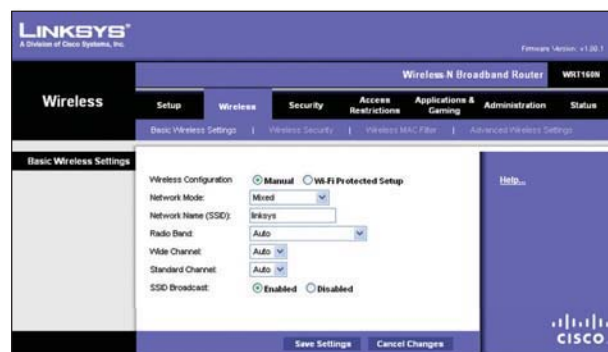 LINKSYS®
A Division of Cisco Systems, Inc.
Firmware Version: v1.00.1
Wireless-N Broadband Router WRT160N
Wireless
Setup Wireless Security Access Restrictions Applications & Gaming Administration Status
Basic Wireless Settings | Wireless Security | Wireless MAC Filter | Advanced Wireless Settings
Basic Wireless Settings
Wireless Configuration Manual Wi-Fi Protected Setup
Help...
Network Mode: Mixed
Network Name (SSID): linksys
Radio Band: Auto
Wide Channel: Auto
Standard Channel: Auto
SSID Broadcast: Enabled Disabled
Save Settings Cancel Changes
CISCO